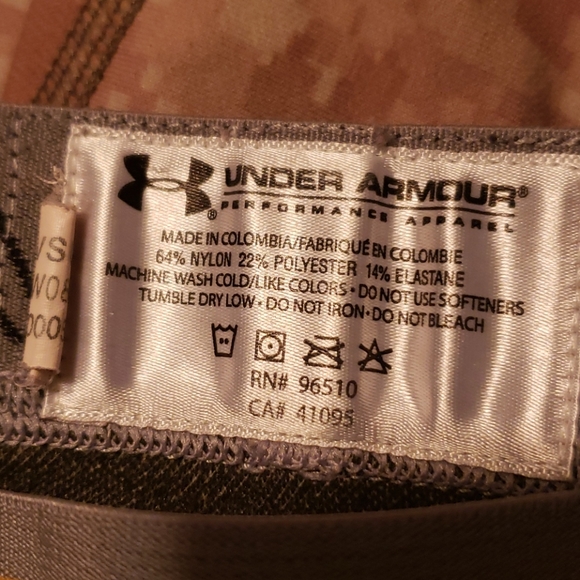 UNDER ARMOUR®
PERFORMANCE APPAREL
®
MADE IN COLOMBIA/FABRIQUÉ EN COLOMBIE
64% NYLON 22% POLYESTER 14% ELASTANE
MACHINE WASH COLD/LIKE COLORS • DO NOT USE SOFTENERS
TUMBLE DRY LOW • DO NOT IRON • DO NOT BLEACH
RN# 96510
CA# 41095